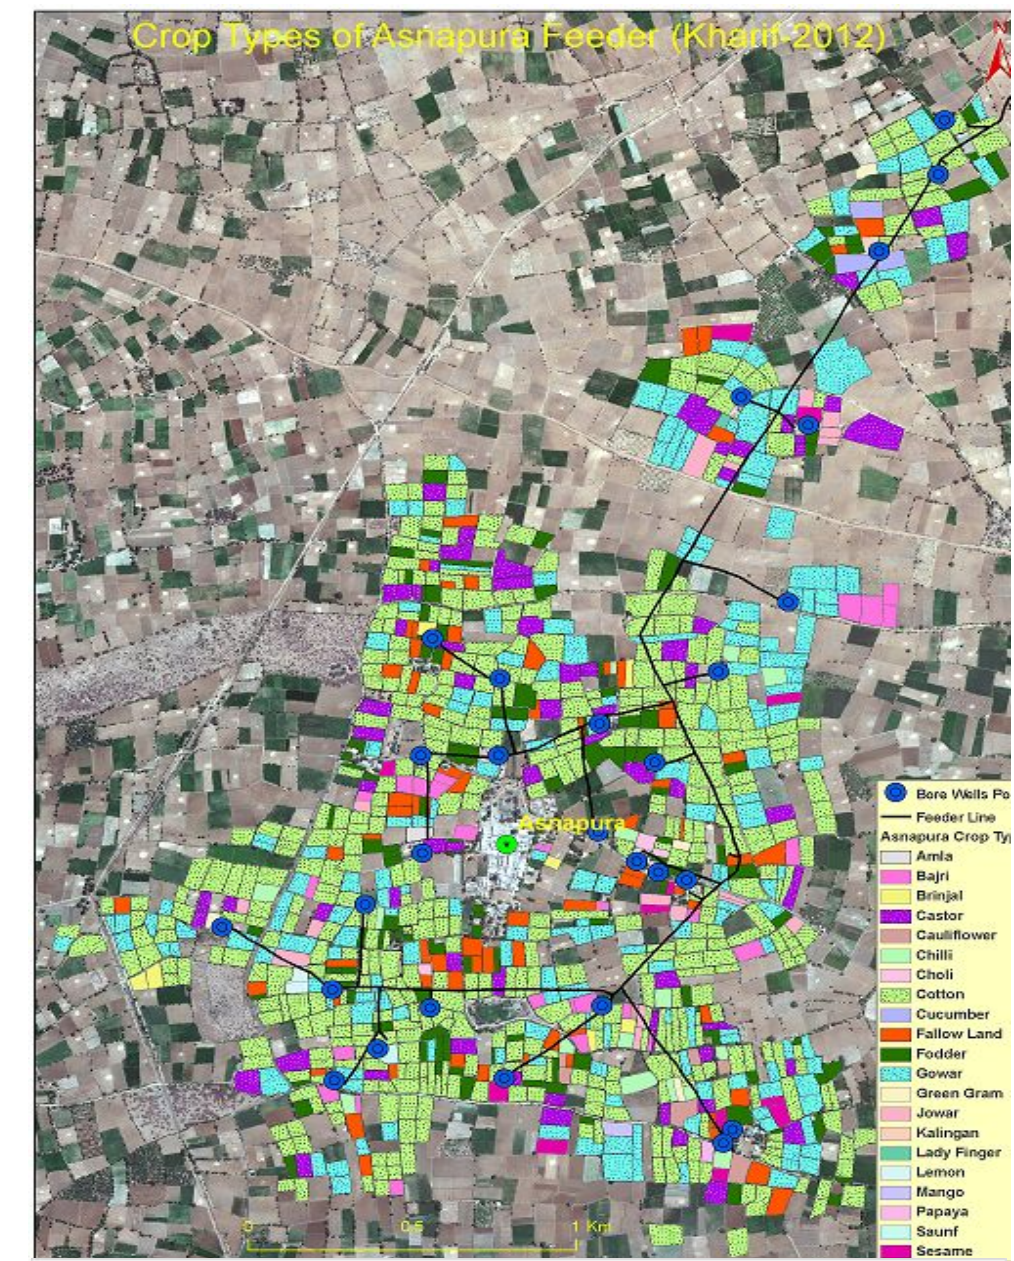 Crop Types of Asnapura Feeder (Kharif-2012)
N
Asnapura
Bore Wells Po
Feeder Line
Asnapura Crop Ty
Amla
Bajri
Brinjal
Castor
Cauliflower
Chilli
Choli
Cotton
Cucumber
Fallow Land
Fodder
Gowar
Green Gram
Jowar
Kalingan
Lady Finger
Lemon
Mango
Papaya
Saunf
Sesame
0 0.5 1 Km